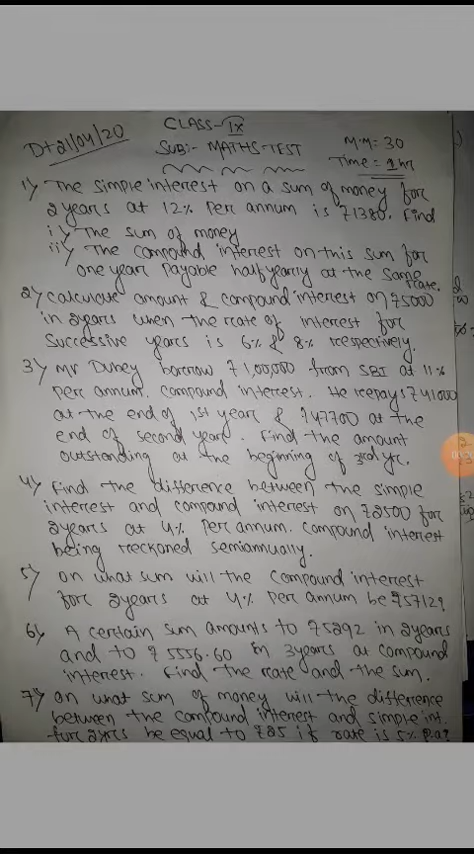 Dt 21/04/20
CLASS-IX
SUB:- MATHS-TEST
M.M: 30
Time = 1 hr
1) The simple interest on a sum of money for
2 years at 12% per annum is ₹1380. Find
i) The sum of money
ii) The compound interest on this sum for
one year payable half yearly at the same
rate.
2) Calculate amount & compound interest on ₹5000
in 2 years when the rate of interest for
Successive years is 6% & 8% respectively.
3) Mr Dubey borrow ₹1,00,000 from SBI at 11%
per annum. compound interest. He repays ₹41000
at the end of 1st year & ₹47700 at the
end of second year. Find the amount
outstanding at the beginning of 3rd yr.
4) Find the difference between the simple
interest and compound interest on ₹2500 for
2 years at 4% per annum. Compound interest
being reckoned semiannually.
5) On what sum will the compound interest
for 2 years at 4% per annum be ₹5712?
6) A certain sum amounts to ₹5292 in 2 years
and to ₹5556.60 in 3 years at compound
interest. Find the rate and the sum.
7) On what sum of money will the difference
between the compound interest and simple int.
for 2 yrs be equal to ₹25 if rate is 5% p.a?